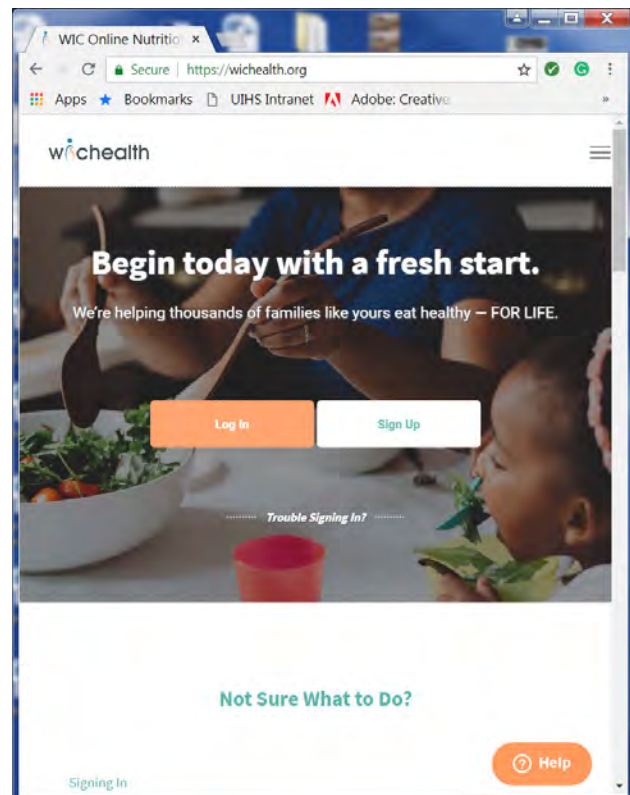 WIC Online Nutritio
Secure | https://wichealth.org
Apps Bookmarks UIHS Intranet Adobe: Creative
wichealth
Begin today with a fresh start.
We're helping thousands of families like yours eat healthy — FOR LIFE.
Log In Sign Up
Trouble Signing In?
Not Sure What to Do?
Help
Signing In